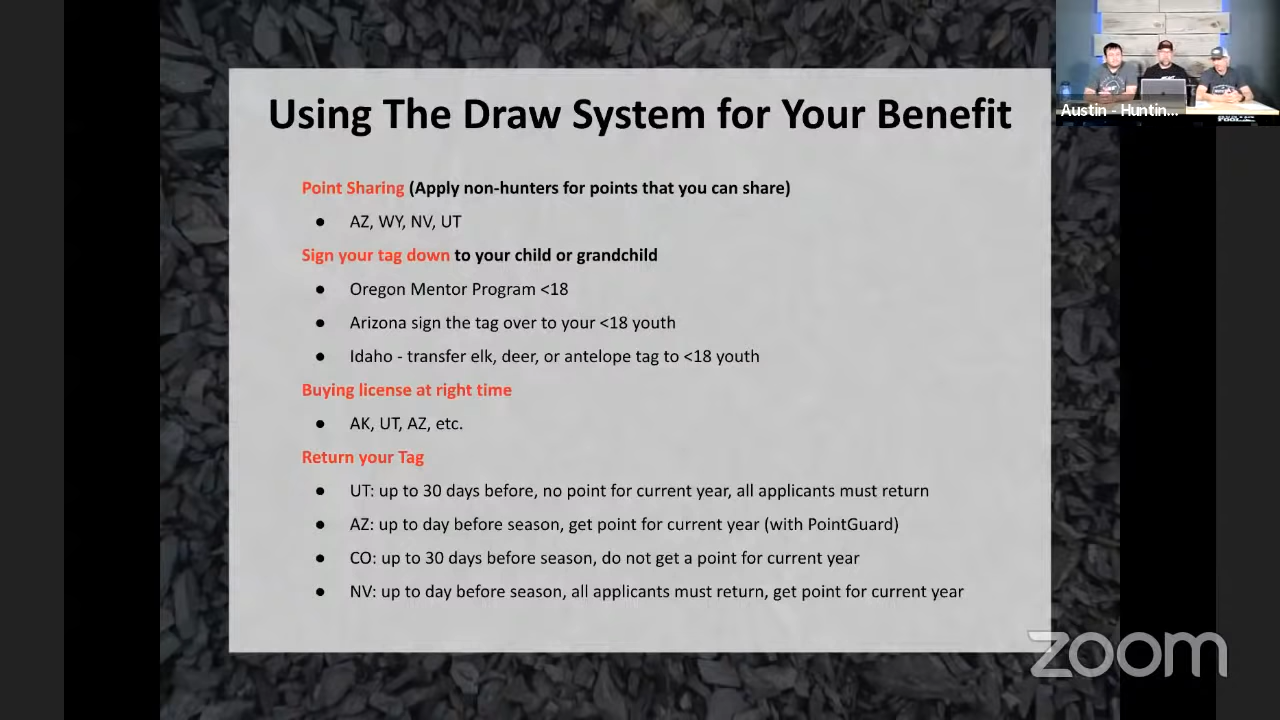 Using The Draw System for Your Benefit
Austin - Huntin...
Point Sharing (Apply non-hunters for points that you can share)
● AZ, WY, NV, UT
Sign your tag down to your child or grandchild
● Oregon Mentor Program <18
● Arizona sign the tag over to your <18 youth
● Idaho - transfer elk, deer, or antelope tag to <18 youth
Buying license at right time
● AK, UT, AZ, etc.
Return your Tag
● UT: up to 30 days before, no point for current year, all applicants must return
● AZ: up to day before season, get point for current year (with PointGuard)
● CO: up to 30 days before season, do not get a point for current year
● NV: up to day before season, all applicants must return, get point for current year
zoom